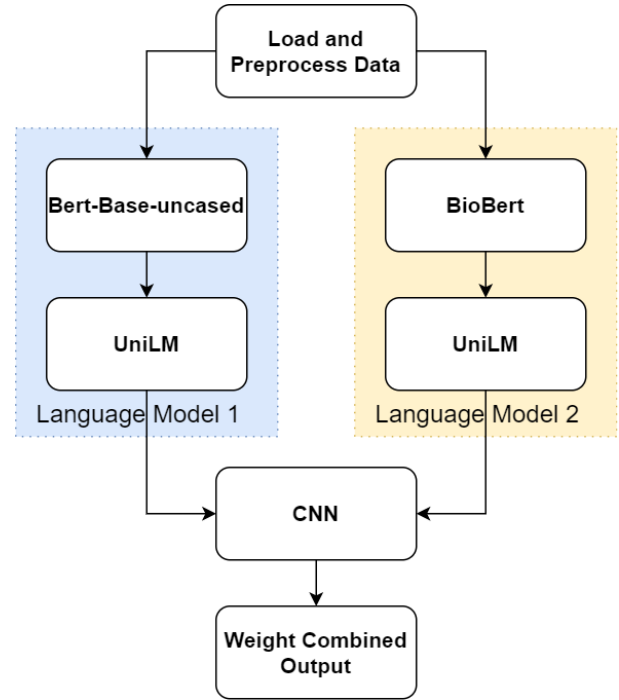 Load and
Preprocess Data
Bert-Base-uncased
BioBert
UniLM
UniLM
Language Model 1
Language Model 2
CNN
Weight Combined
Output